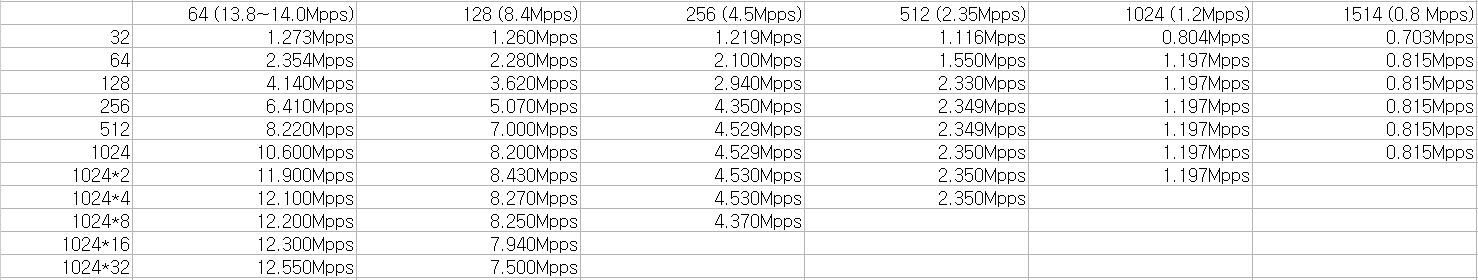 64 (13.8~14.0Mpps) 128 (8.4Mpps) 256 (4.5Mpps) 512 (2.35Mpps) 1024 (1.2Mpps) 1514 (0.8 Mpps)
32 1.273Mpps 1.260Mpps 1.219Mpps 1.116Mpps 0.804Mpps 0.703Mpps
64 2.354Mpps 2.280Mpps 2.100Mpps 1.550Mpps 1.197Mpps 0.815Mpps
128 4.140Mpps 3.620Mpps 2.940Mpps 2.330Mpps 1.197Mpps 0.815Mpps
256 6.410Mpps 5.070Mpps 4.350Mpps 2.349Mpps 1.197Mpps 0.815Mpps
512 8.220Mpps 7.000Mpps 4.529Mpps 2.349Mpps 1.197Mpps 0.815Mpps
1024 10.600Mpps 8.200Mpps 4.529Mpps 2.350Mpps 1.197Mpps 0.815Mpps
1024*2 11.900Mpps 8.430Mpps 4.530Mpps 2.350Mpps 1.197Mpps
1024*4 12.100Mpps 8.270Mpps 4.530Mpps 2.350Mpps
1024*8 12.200Mpps 8.250Mpps 4.370Mpps
1024*16 12.300Mpps 7.940Mpps
1024*32 12.550Mpps 7.500Mpps